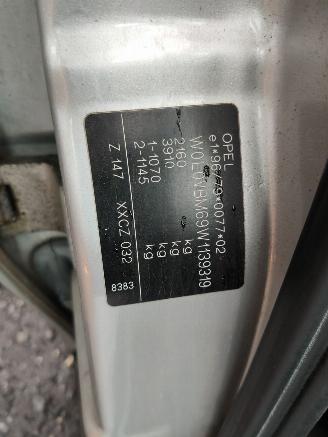 OPEL
e1*96/79*0077*02
W0L0WBM69W1139319
2160 kg
3910 kg
1-1070 kg
2-1145 kg
Z 147 XXCZ 032
8383